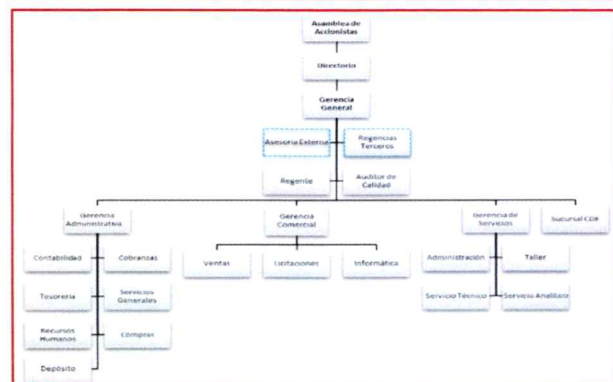 Asamblea de
Accionistas
Directorio
Gerencia
General
Asesoria Externa
Regencias
Terceros
Regente
Auditor de
Calidad
Gerencia
Administrativa
Gerencia
Comercial
Gerencia de
Servicios
Sucursal CDE
Contabilidad
Cobranzas
Ventas
Licitaciones
Informática
Administración
Taller
Tesorería
Servicios
Generales
Servicio Técnico
Servicio Analítico
Recursos
Humanos
Compras
Depósito